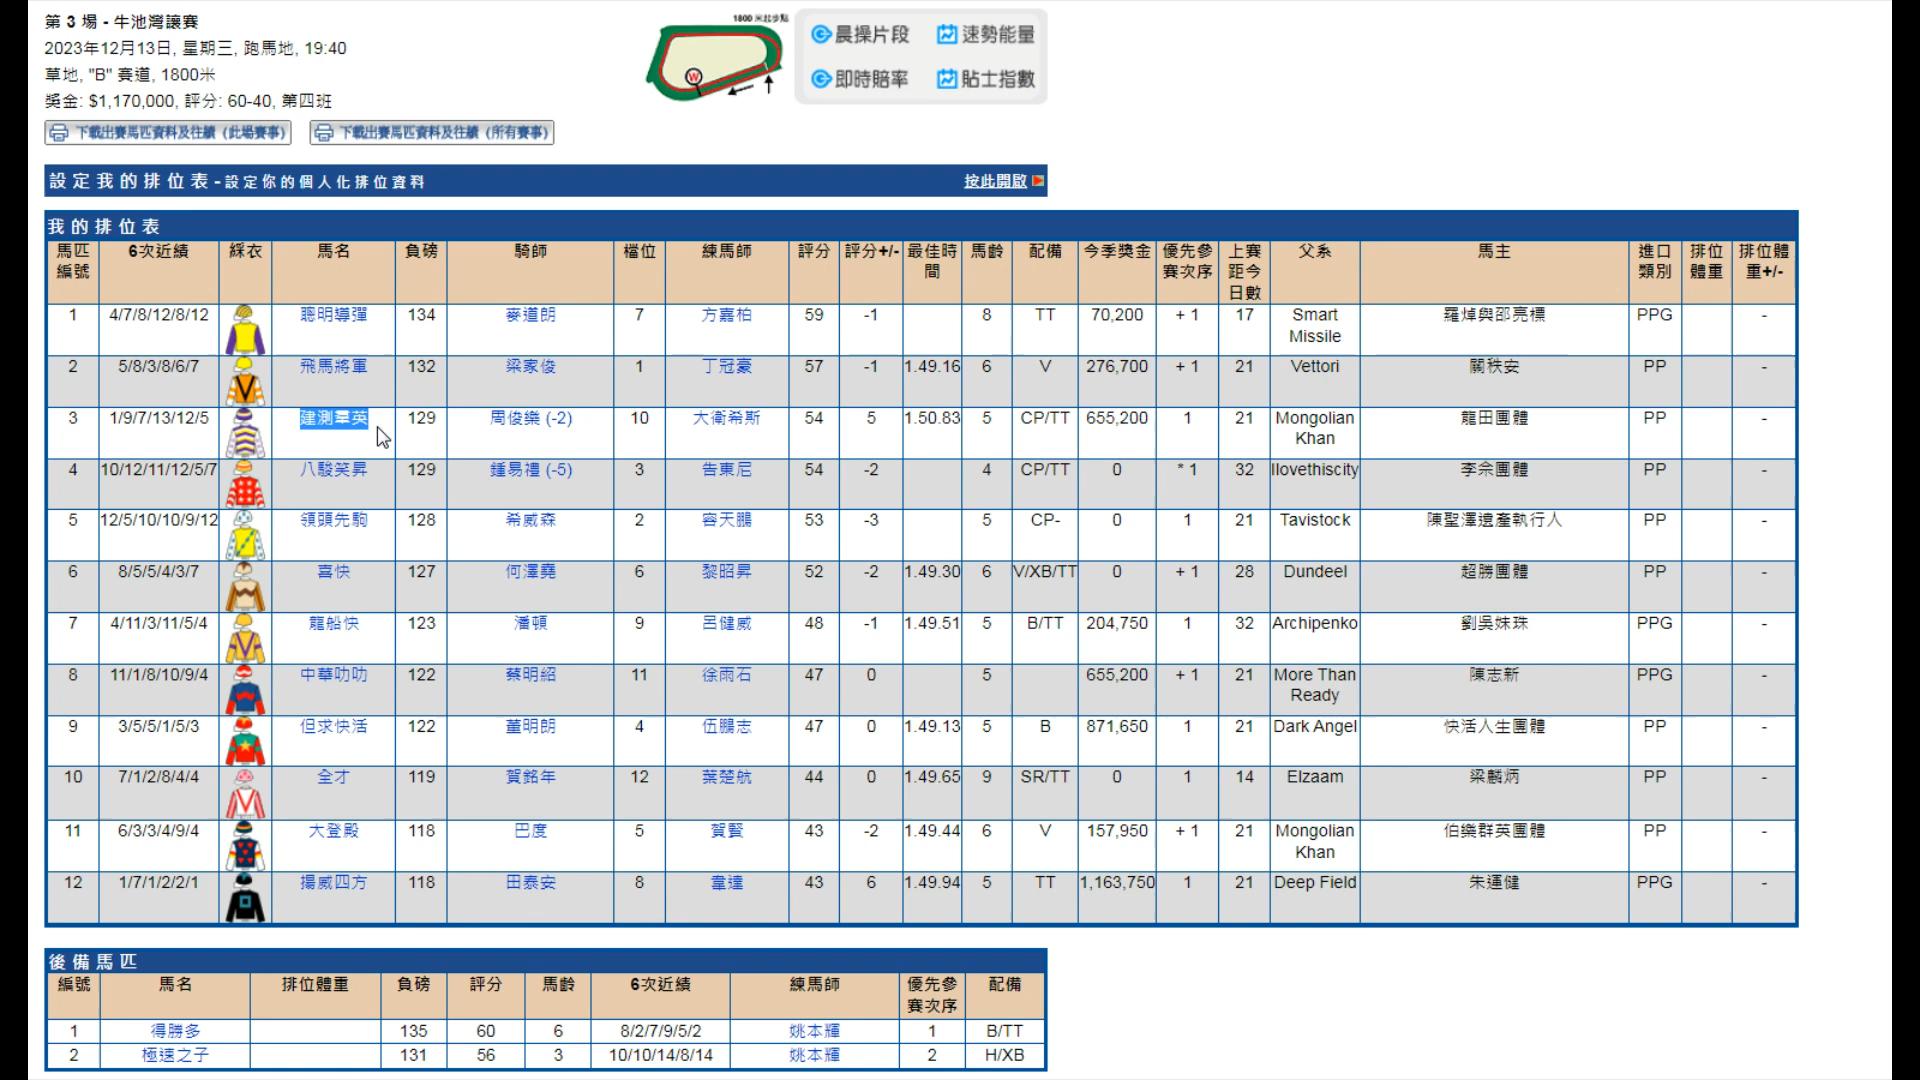 第 3 場 - 牛池灣讓賽
2023年12月13日, 星期三, 跑馬地, 19:40
草地, "B" 賽道, 1800米
獎金: $1,170,000, 評分: 60-40, 第四班
1800 米起步點
W
晨操片段 速勢能量
即時賠率 貼士指數
下載出賽馬匹資料及往績 (此場賽事) 下載出賽馬匹資料及往績 (所有賽事)
設定我的排位表 - 設定你的個人化排位資料 按此開啟
我的排位表
馬匹編號 6次近績 綵衣 馬名 負磅 騎師 檔位 練馬師 評分 評分+/- 最佳時間 馬齡 配備 今季獎金 優先參賽次序 上賽距今日數 父系 馬主 進口類別 排位體重 排位體重+/-
1 4/7/8/12/8/12 聰明導彈 134 麥道朗 7 方嘉柏 59 -1 8 TT 70,200 + 1 17 Smart Missile 羅焯與邵亮標 PPG -
2 5/8/3/8/6/7 飛馬將軍 132 梁家俊 1 丁冠豪 57 -1 1.49.16 6 V 276,700 + 1 21 Vettori 關秩安 PP -
3 1/9/7/13/12/5 建測羣英 129 周俊樂 (-2) 10 大衛希斯 54 5 1.50.83 5 CP/TT 655,200 1 21 Mongolian Khan 龍田團體 PP -
4 10/12/11/12/5/7 八駿笑昇 129 鍾易禮 (-5) 3 告東尼 54 -2 4 CP/TT 0 * 1 32 Ilovethiscity 李宗團體 PP -
5 12/5/10/10/9/12 領頭先駒 128 希威森 2 容天鵬 53 -3 5 CP- 0 1 21 Tavistock 陳聖澤遺產執行人 PP -
6 8/5/5/4/3/7 喜快 127 何澤堯 6 黎昭昇 52 -2 1.49.30 6 V/XB/TT 0 + 1 28 Dundeel 超勝團體 PP -
7 4/11/3/11/5/4 龍船快 123 潘頓 9 呂健威 48 -1 1.49.51 5 B/TT 204,750 1 32 Archipenko 劉吳妹珠 PPG -
8 11/1/8/10/9/4 中華叻叻 122 蔡明紹 11 徐雨石 47 0 5 655,200 + 1 21 More Than Ready 陳志新 PPG -
9 3/5/5/1/5/3 但求快活 122 董明朗 4 伍鵬志 47 0 1.49.13 5 B 871,650 1 21 Dark Angel 快活人生團體 PP -
10 7/1/2/8/4/4 全才 119 賀銘年 12 葉楚航 44 0 1.49.65 9 SR/TT 0 1 14 Elzaam 梁麟炳 PP -
11 6/3/3/4/9/4 大登殿 118 巴度 5 賀賢 43 -2 1.49.44 6 V 157,950 + 1 21 Mongolian Khan 伯樂群英團體 PP -
12 1/7/1/2/2/1 揚威四方 118 田泰安 8 韋達 43 6 1.49.94 5 TT 1,163,750 1 21 Deep Field 朱運健 PPG -
後備馬匹
編號 馬名 排位體重 負磅 評分 馬齡 6次近績 練馬師 優先參賽次序 配備
1 得勝多 135 60 6 8/2/7/9/5/2 姚本輝 1 B/TT
2 極速之子 131 56 3 10/10/14/8/14 姚本輝 2 H/XB